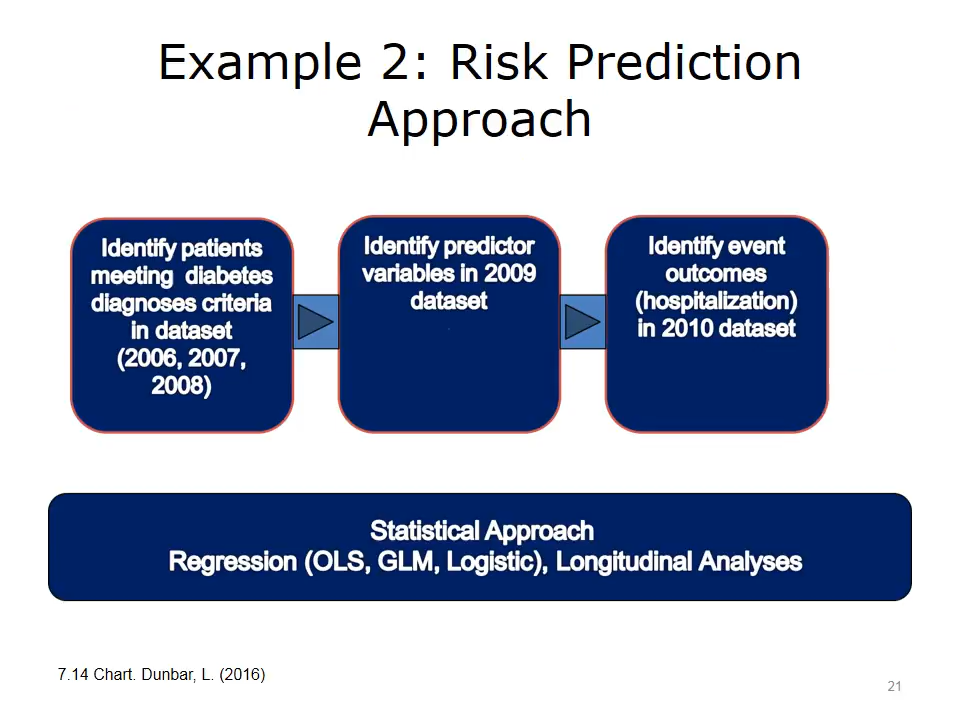 Example 2: Risk Prediction
Approach
Identify patients
meeting diabetes
diagnoses criteria
in dataset
(2006, 2007,
2008)
Identify predictor
variables in 2009
dataset
Identify event
outcomes
(hospitalization)
in 2010 dataset
Statistical Approach
Regression (OLS, GLM, Logistic), Longitudinal Analyses
7.14 Chart. Dunbar, L. (2016)
21